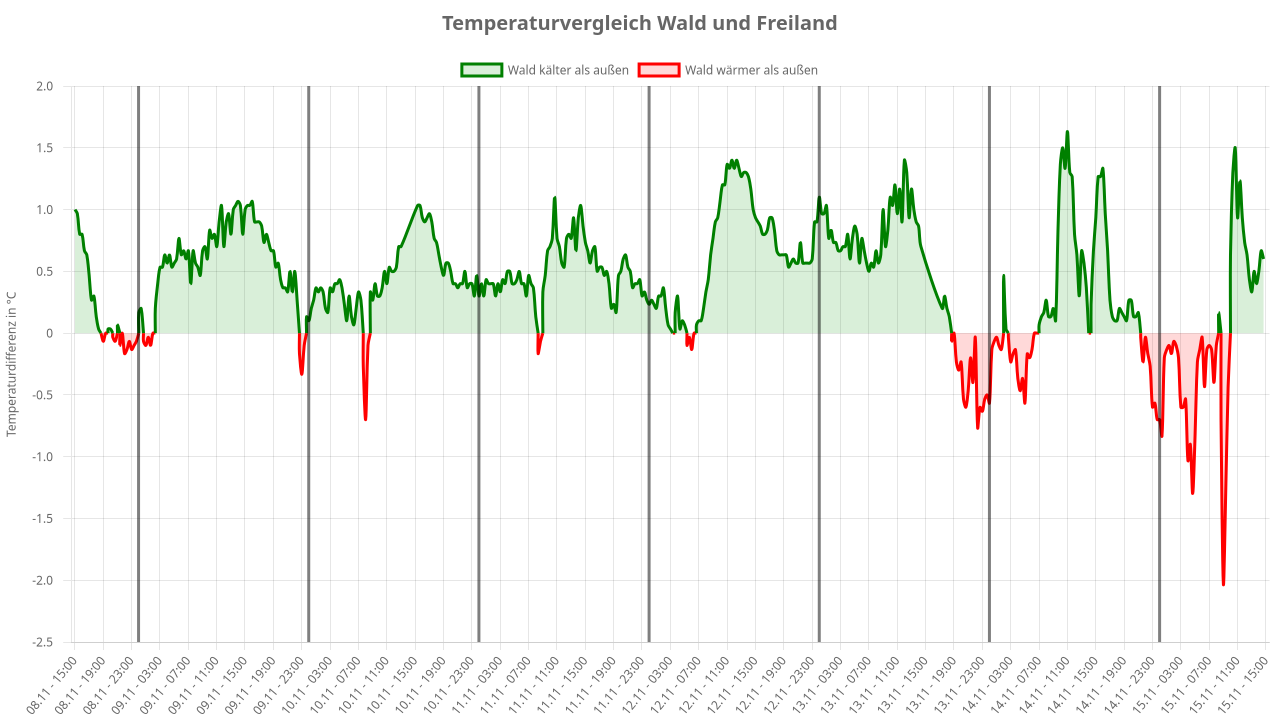 Temperaturvergleich Wald und Freiland
Wald kälter als außen
Wald wärmer als außen
Temperaturdifferenz in °C
2.0
1.5
1.0
0.5
0
-0.5
-1.0
-1.5
-2.0
-2.5
08.11 - 15:00
08.11 - 19:00
08.11 - 23:00
09.11 - 03:00
09.11 - 07:00
09.11 - 11:00
09.11 - 15:00
09.11 - 19:00
09.11 - 23:00
10.11 - 03:00
10.11 - 07:00
10.11 - 11:00
10.11 - 15:00
10.11 - 19:00
10.11 - 23:00
11.11 - 03:00
11.11 - 07:00
11.11 - 11:00
11.11 - 15:00
11.11 - 19:00
11.11 - 23:00
12.11 - 03:00
12.11 - 07:00
12.11 - 11:00
12.11 - 15:00
12.11 - 19:00
12.11 - 23:00
13.11 - 03:00
13.11 - 07:00
13.11 - 11:00
13.11 - 15:00
13.11 - 19:00
13.11 - 23:00
14.11 - 03:00
14.11 - 07:00
14.11 - 11:00
14.11 - 15:00
14.11 - 19:00
14.11 - 23:00
15.11 - 03:00
15.11 - 07:00
15.11 - 11:00
15.11 - 15:00